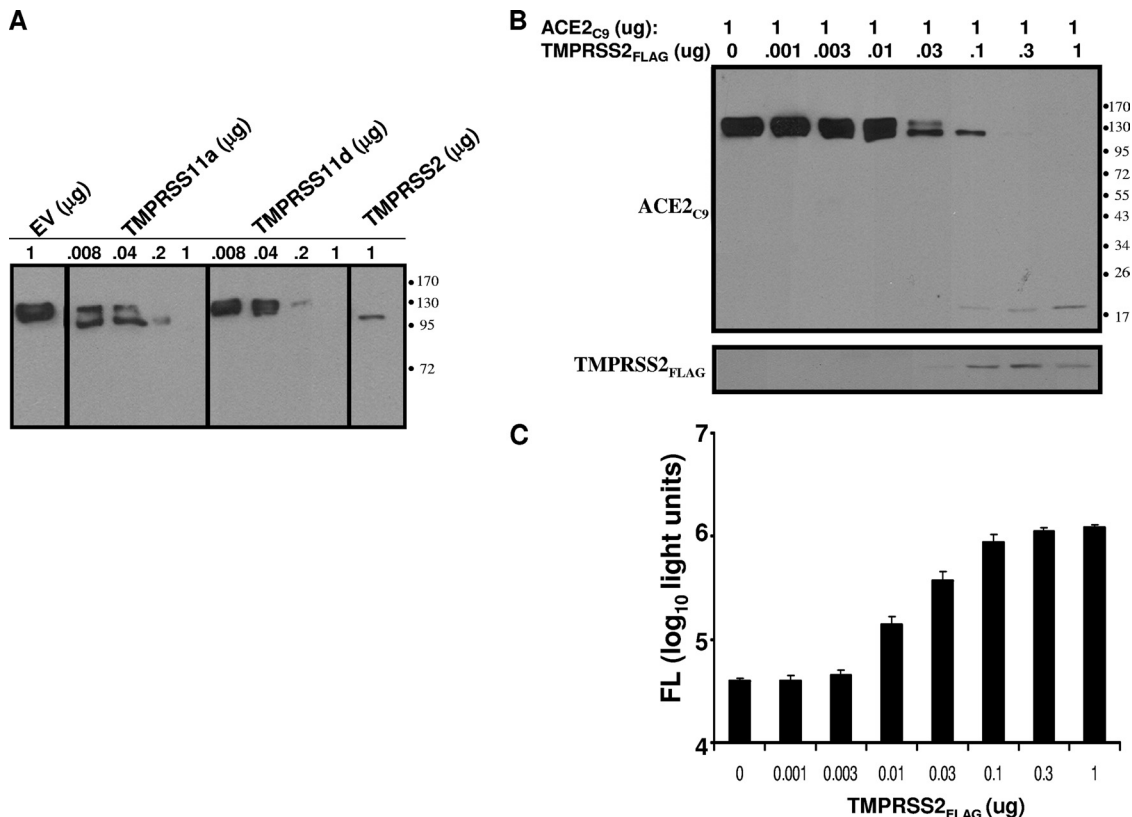 A
EV (µg)
TMPRSS11a (µg)
TMPRSS11d (µg)
TMPRSS2 (µg)
1 .008 .04 .2 1 .008 .04 .2 1 1
•170
•130
•95
•72
B
ACE2C9 (ug): 1 1 1 1 1 1 1 1
TMPRSS2FLAG (ug) 0 .001 .003 .01 .03 .1 .3 1
•170
•130
•95
•72
•55
•43
•34
•26
•17
ACE2C9
TMPRSS2FLAG
C
7
6
5
4
FL (log10 light units)
0 0.001 0.003 0.01 0.03 0.1 0.3 1
TMPRSS2FLAG (ug)